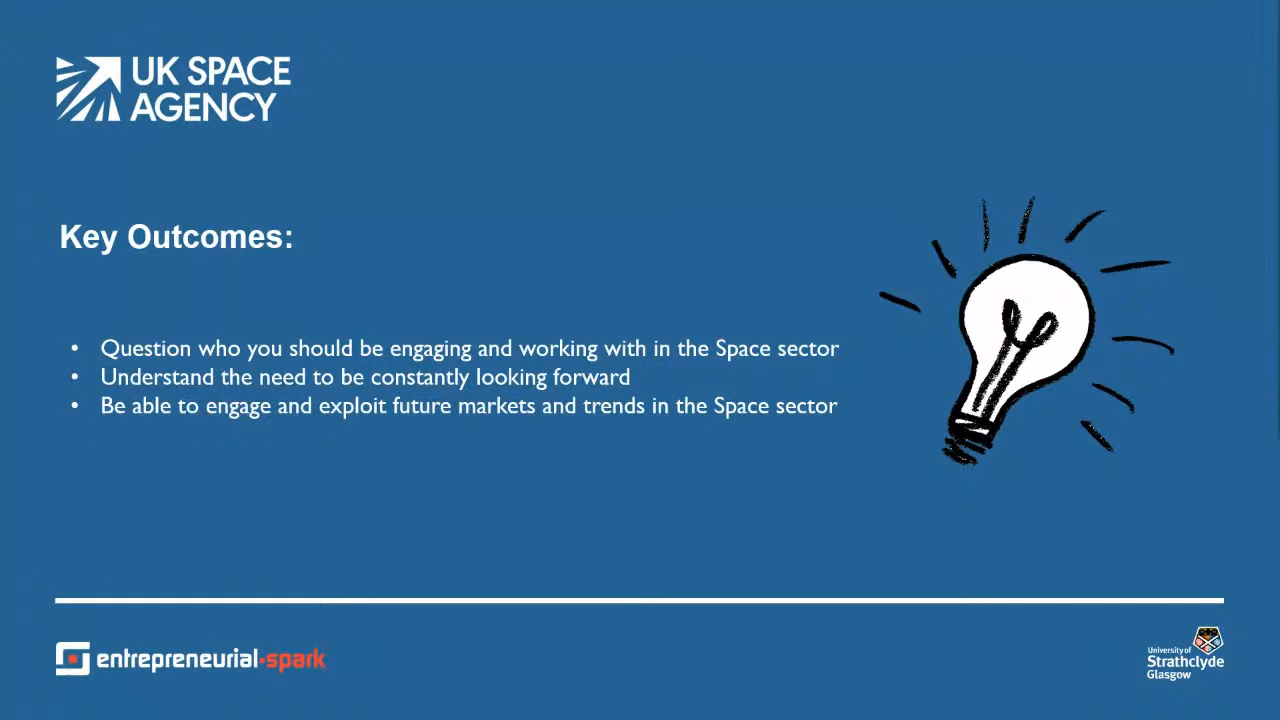 UK SPACE
AGENCY
Key Outcomes:
• Question who you should be engaging and working with in the Space sector
• Understand the need to be constantly looking forward
• Be able to engage and exploit future markets and trends in the Space sector
entrepreneurial·spark
University of
Strathclyde
Glasgow